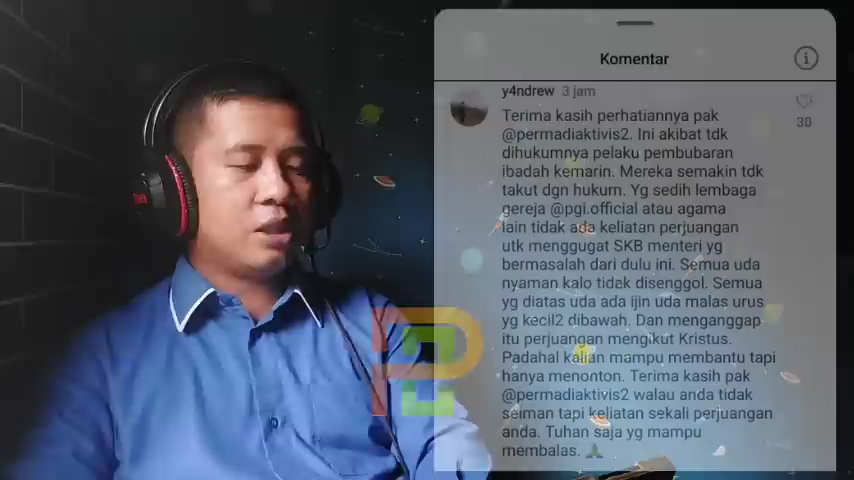 Komentar
y4ndrew 3 jam
Terima kasih perhatiannya pak
@permadiaktivis2. Ini akibat tdk
dihukumnya pelaku pembubaran
ibadah kemarin. Mereka semakin tdk
takut dgn hukum. Yg sedih lembaga
gereja @pgi.official atau agama
lain tidak ada keliatan perjuangan
utk menggugat SKB menteri yg
bermasalah dari dulu ini. Semua uda
nyaman kalo tidek disenggol. Semua
yg diatas uda ada ijin uda malas urus
yg kecil2 dibawah. Dan menganggap
itu perjuangan mengikut Kristus.
Padahal kalian mampu membantu tapi
hanya menonton. Terima kasih pak
@permadiaktivis2 walau anda tidak
seiman tapi keliatan sekali perjuangan
anda. Tuhan saja yg mampu
membalas.
30